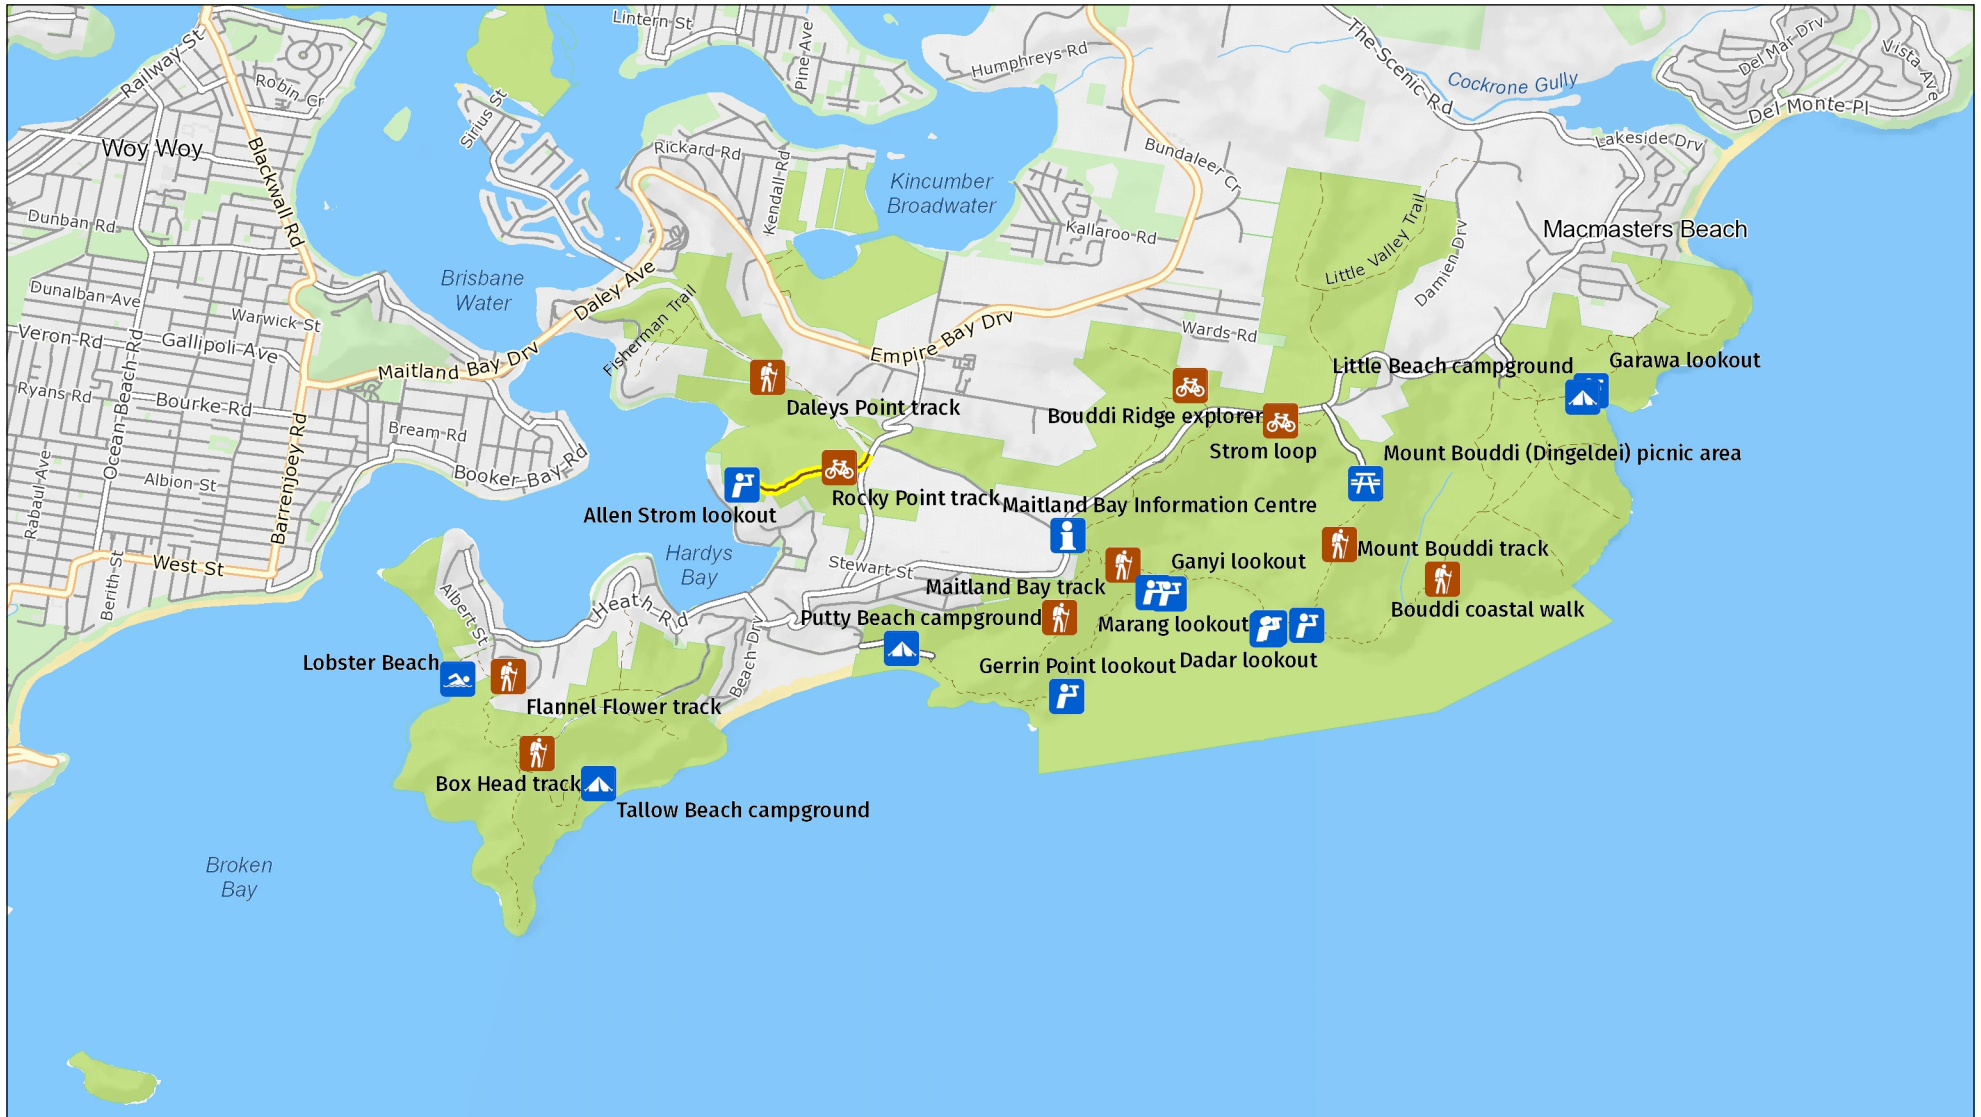 Lintern St
Pine Ave
Humphreys Rd
The Scenic Rd
Cockrone Gully
Del Mar Drv
Vista Ave
Del Monte Pl
Railway St
Robin Cr
Sirius St
Woy Woy
Blackwall Rd
Rickard Rd
Kendall Rd
Kincumber
Broadwater
Bundaleer Cr
Lakeside Drv
Dunban Rd
Kallaroo Rd
Little Valley Trail
Damien Drv
Macmasters Beach
Brisbane
Water
Daley Ave
Dunalban Ave
Warwick St
Veron Rd
Gallipoli Ave
Fisherman Trail
Maitland Bay Drv
Empire Bay Drv
Wards Rd
Little Beach campground
Garawa lookout
Ryans Rd
Bourke Rd
Ocean Beach Rd
Barrenjoey Rd
Bream Rd
Daleys Point track
Bouddi Ridge explorer
Strom loop
Mount Bouddi (Dingeldei) picnic area
Rabaul Ave
Albion St
Booker Bay Rd
Rocky Point track
Maitland Bay Information Centre
Allen Strom lookout
Hardys
Bay
West St
Berith St
Stewart St
Ganyi lookout
Mount Bouddi track
Maitland Bay track
Bouddi coastal walk
Albert St
Heath Rd
Putty Beach campground
Marang lookout
Beach Drv
Lobster Beach
Gerrin Point lookout
Dadar lookout
Flannel Flower track
Box Head track
Tallow Beach campground
Broken
Bay